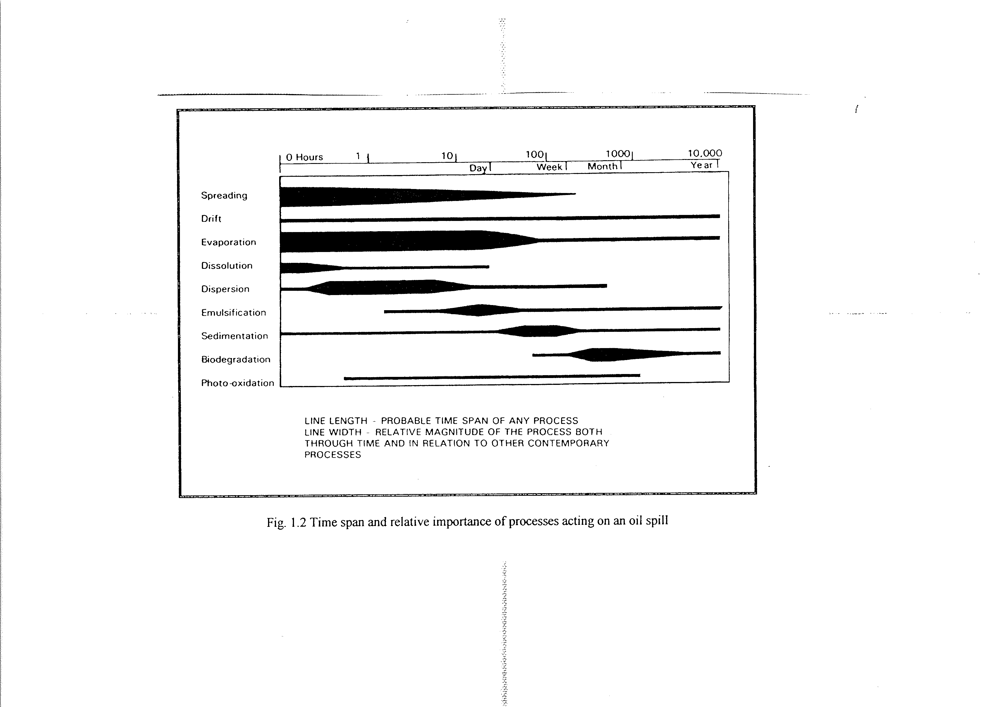 0 Hours 1 10 100 1000 10.000
Day Week Month Year
Spreading
Drift
Evaporation
Dissolution
Dispersion
Emulsification
Sedimentation
Biodegradation
Photo-oxidation
LINE LENGTH - PROBABLE TIME SPAN OF ANY PROCESS
LINE WIDTH - RELATIVE MAGNITUDE OF THE PROCESS BOTH
THROUGH TIME AND IN RELATION TO OTHER CONTEMPORARY
PROCESSES
Fig. 1.2 Time span and relative importance of processes acting on an oil spill